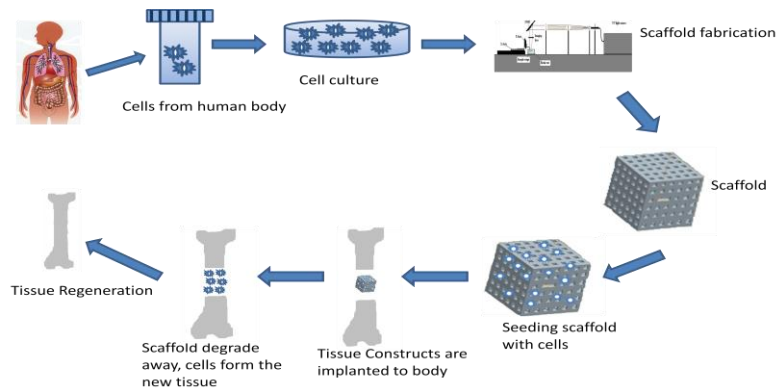 Scaffold fabrication
Cell culture
Cells from human body
Scaffold
Seeding scaffold
with cells
Tissue Constructs are
implanted to body
Scaffold degrade
away, cells form the
new tissue
Tissue Regeneration